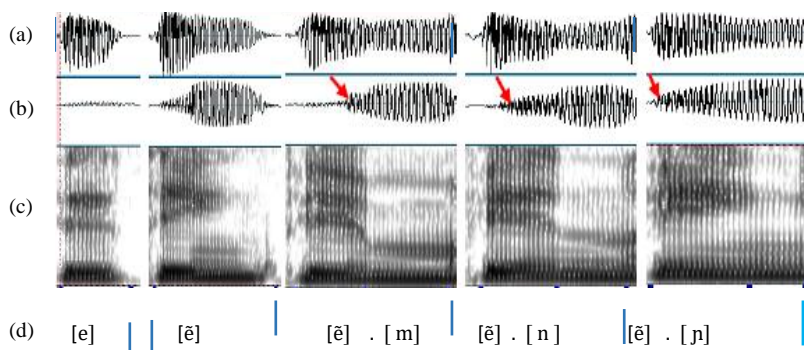 (a)
(b)
(c)
(d) [e] [ẽ] [ẽ] . [ m] [ẽ] . [ n ] [ẽ] . [ ɲ]